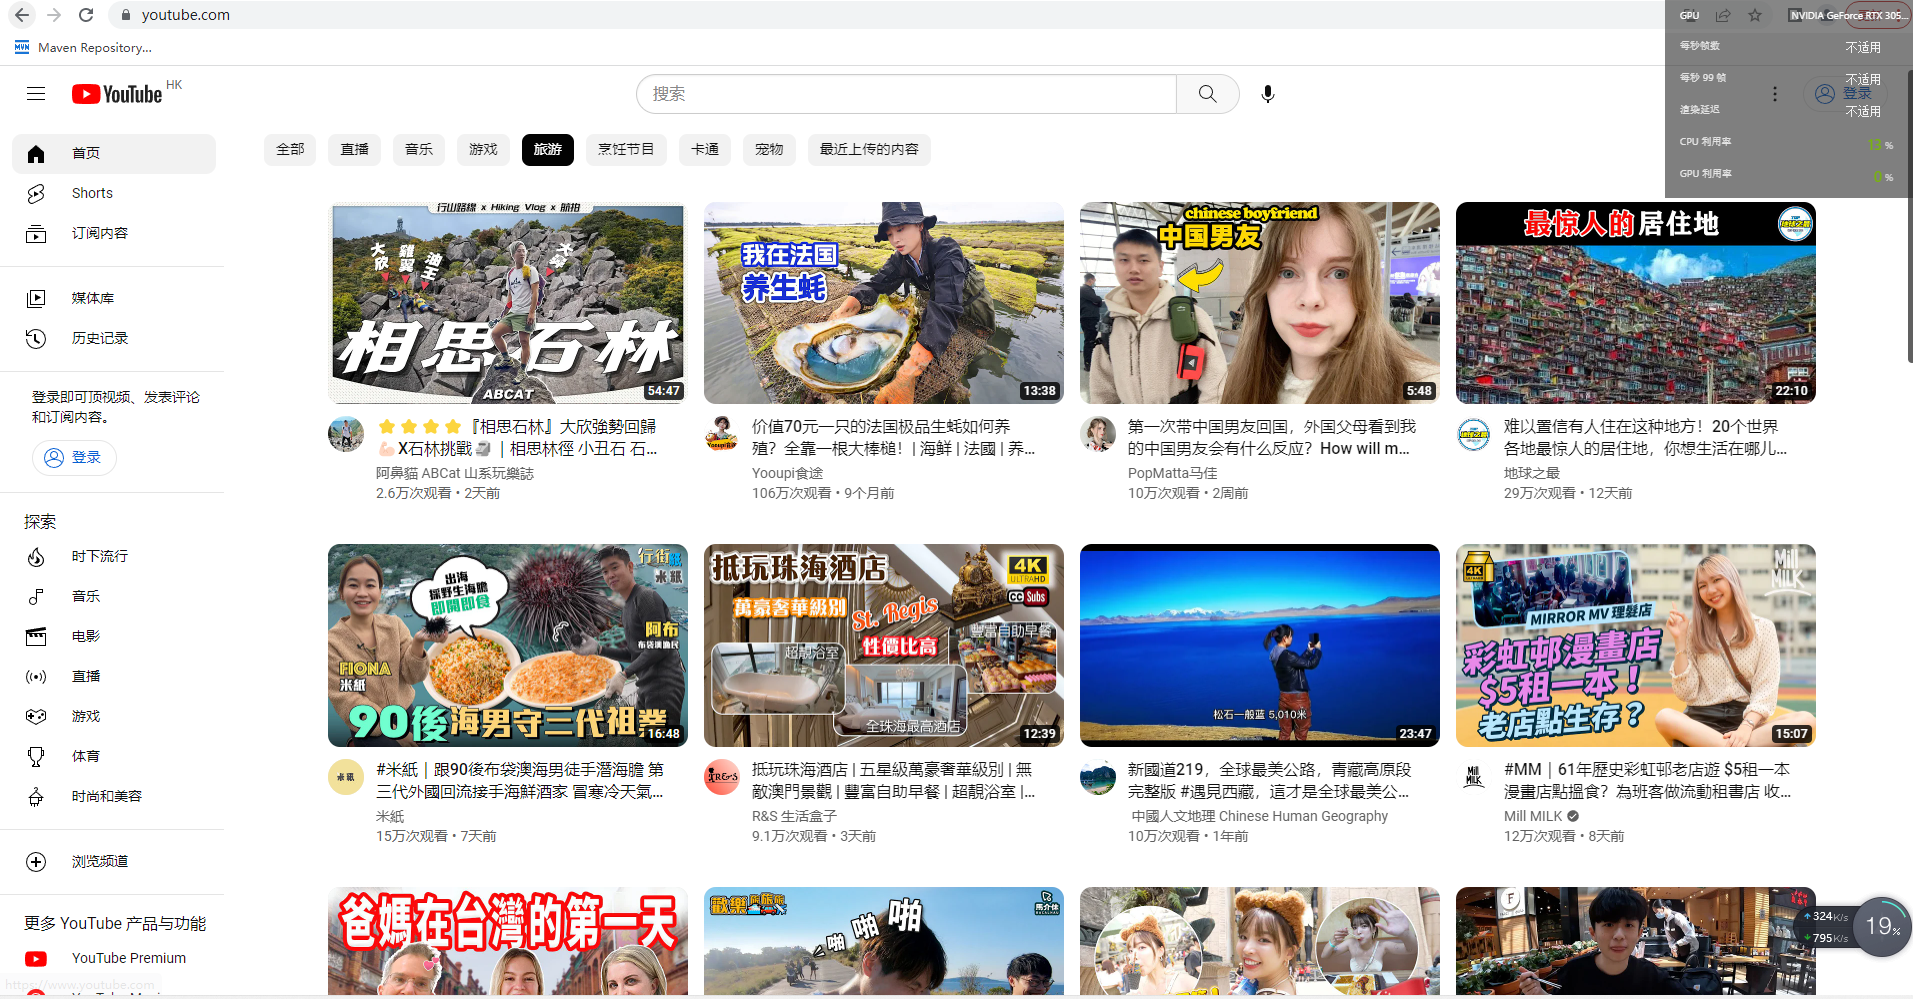 youtube.com
GPU
NVIDIA GeForce RTX 305...
Maven Repository...
每秒帧数
不适用
每秒 99 帧
不适用
渲染延迟
不适用
CPU 利用率
13 %
GPU 利用率
0 %
YouTube HK
搜索
登录
首页
Shorts
订阅内容
媒体库
历史记录
登录即可顶视频、发表评论
和订阅内容。
登录
探索
时下流行
音乐
电影
直播
游戏
体育
时尚和美容
浏览频道
更多 YouTube 产品与功能
YouTube Premium
https://www.youtube.com
全部
直播
音乐
游戏
旅游
烹饪节目
卡通
宠物
最近上传的内容
行山路線 x Hiking Vlog x 航拍
大欣
雞翼
油王
相思石林
ABCAT
54:47
『相思石林』大欣強勢回歸
X石林挑戰｜相思林徑 小丑石 石...
阿鼻貓 ABCat 山系玩樂誌
2.6万次观看 • 2天前
我在法国
养生蚝
13:38
价值70元一只的法国极品生蚝如何养
殖？全靠一根大棒槌！| 海鲜 | 法國 | 养...
Yooupi食途
106万次观看 • 9个月前
chinese boyfriend
中国男友
5:48
第一次带中国男友回国，外国父母看到我
的中国男友会有什么反应？How will m...
PopMatta马佳
10万次观看 • 2周前
最惊人的居住地
地球之最
22:10
难以置信有人住在这种地方！20个世界
各地最惊人的居住地，你想生活在哪儿...
地球之最
29万次观看 • 12天前
行街
米紙
出海
採野生海膽
即開即食
阿布
布袋澳漁民
FIONA
米紙
90後海男守三代祖業
16:48
米紙
#米紙｜跟90後布袋澳海男徒手潛海膽 第
三代外國回流接手海鮮酒家 冒寒冷天氣...
米紙
15万次观看 • 7天前
抵玩珠海酒店
4K
ULTRAHD
CC Subs
萬豪奢華級別
St. Regis
性價比高
豐富自助早餐
超靚浴室
全珠海最高酒店
12:39
R&S
抵玩珠海酒店 | 五星級萬豪奢華級別 | 無
敵澳門景觀 | 豐富自助早餐 | 超靚浴室 |...
R&S 生活盒子
9.1万次观看 • 3天前
松石一般蓝 5,010米
23:47
新國道219，全球最美公路，青藏高原段
完整版 #遇見西藏，這才是全球最美公...
中國人文地理 Chinese Human Geography
10万次观看 • 1年前
4K
ULTRAHD
Mill
MILK
MIRROR MV 理髮店
彩虹邨漫畫店
$5租一本！
老店點生存？
15:07
Mill
MILK
#MM｜61年歷史彩虹邨老店遊 $5租一本
漫畫店點搵食？為班客做流動租書店 收...
Mill MILK
12万次观看 • 8天前
爸媽在台灣的第一天
歡樂
馬介休
BACALHAU
啪 啪 啪
F
324K/s
795K/s
19%